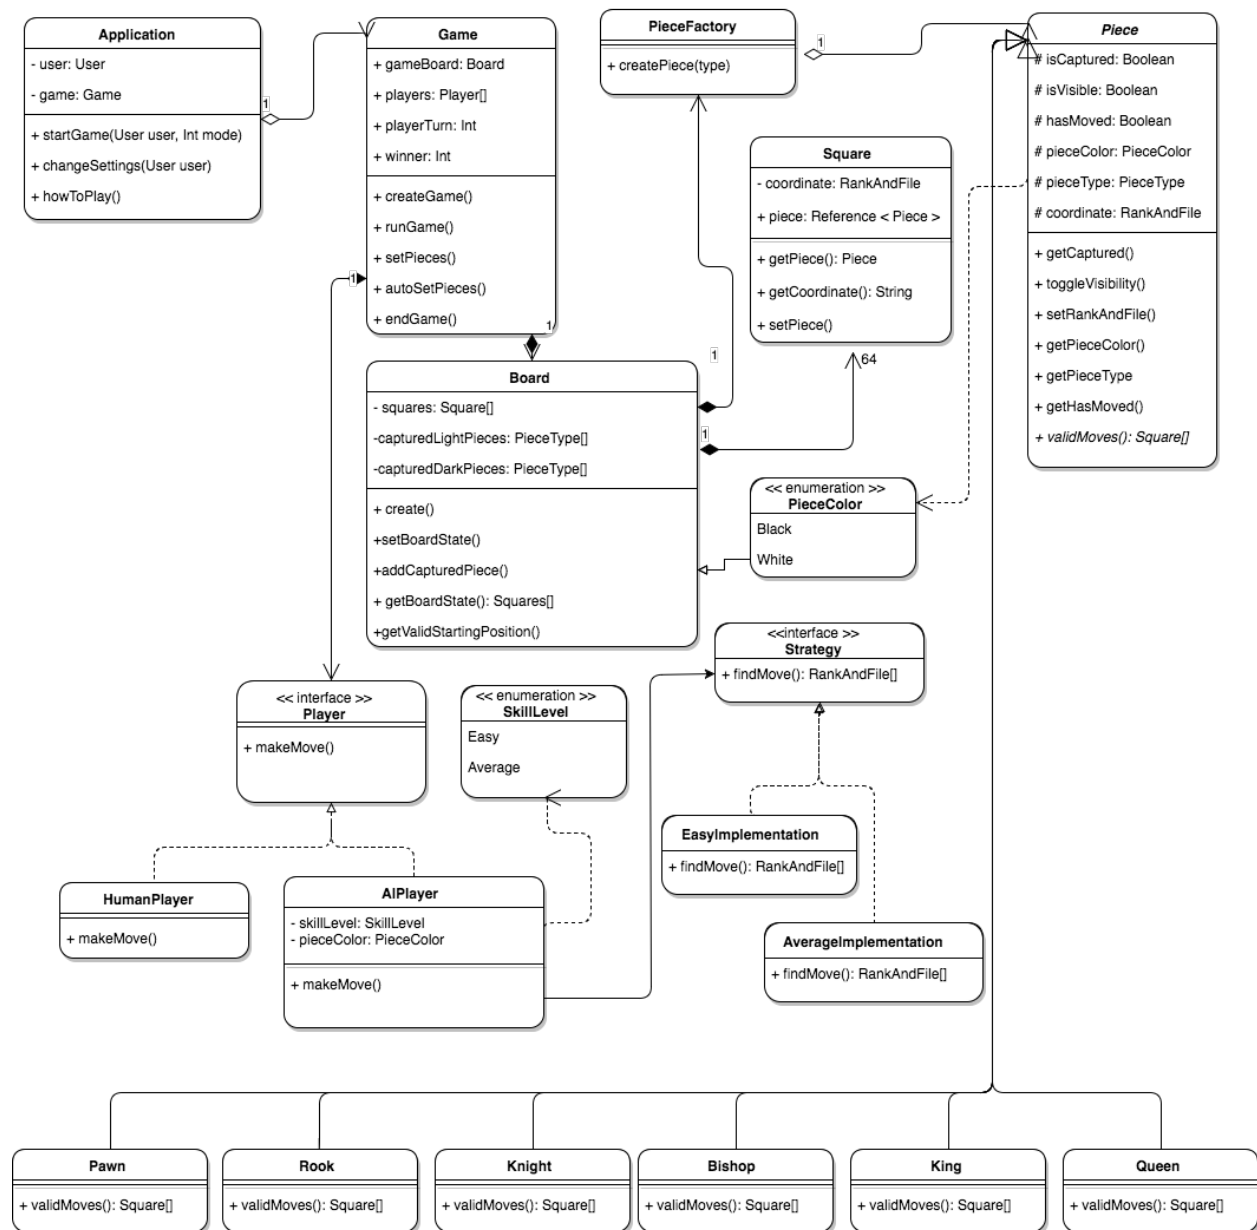 Application
- user: User
- game: Game
+ startGame(User user, Int mode)
+ changeSettings(User user)
+ howToPlay()
1
Game
+ gameBoard: Board
+ players: Player[]
+ playerTurn: Int
+ winner: Int
+ createGame()
+ runGame()
+ setPieces()
+ autoSetPieces()
+ endGame()
1
1
PieceFactory
+ createPiece(type)
1
Piece
# isCaptured: Boolean
# isVisible: Boolean
# hasMoved: Boolean
# pieceColor: PieceColor
# pieceType: PieceType
# coordinate: RankAndFile
+ getCaptured()
+ toggleVisibility()
+ setRankAndFile()
+ getPieceColor()
+ getPieceType
+ getHasMoved()
+ validMoves(): Square[]
Square
- coordinate: RankAndFile
+ piece: Reference < Piece >
+ getPiece(): Piece
+ getCoordinate(): String
+ setPiece()
64
1
1
Board
- squares: Square[]
-capturedLightPieces: PieceType[]
-capturedDarkPieces: PieceType[]
+ create()
+setBoardState()
+addCapturedPiece()
+ getBoardState(): Squares[]
+getValidStartingPosition()
<< enumeration >>
PieceColor
Black
White
<<interface >>
Strategy
+ findMove(): RankAndFile[]
<< interface >>
Player
+ makeMove()
<< enumeration >>
SkillLevel
Easy
Average
EasyImplementation
+ findMove(): RankAndFile[]
HumanPlayer
+ makeMove()
AIPlayer
- skillLevel: SkillLevel
- pieceColor: PieceColor
+ makeMove()
AverageImplementation
+ findMove(): RankAndFile[]
Pawn
+ validMoves(): Square[]
Rook
+ validMoves(): Square[]
Knight
+ validMoves(): Square[]
Bishop
+ validMoves(): Square[]
King
+ validMoves(): Square[]
Queen
+ validMoves(): Square[]